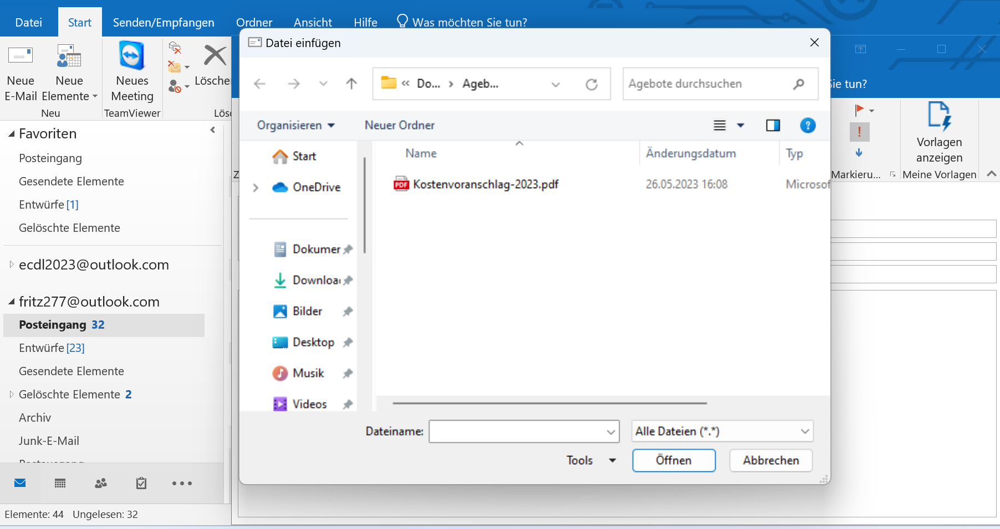 Datei Start Senden/Empfangen Ordner Ansicht Hilfe Was möchten Sie tun?
Neue E-Mail
Neue Elemente
Neu
Neues Meeting
TeamViewer
Lösche
Lösc
Favoriten
Posteingang
Gesendete Elemente
Entwürfe [1]
Gelöschte Elemente
ecdl2023@outlook.com
fritz277@outlook.com
Posteingang 32
Entwürfe [23]
Gesendete Elemente
Gelöschte Elemente 2
Archiv
Junk-E-Mail
Elemente: 44 Ungelesen: 32
Datei einfügen
« Do... › Ageb...
Agebote durchsuchen
Organisieren Neuer Ordner
Start
OneDrive
Dokumen
Downloa
Bilder
Desktop
Musik
Videos
Name Änderungsdatum Typ
PDF Kostenvoranschlag-2023.pdf 26.05.2023 16:08 Microsof
Dateiname: Alle Dateien (*.*)
Tools Öffnen Abbrechen
Sie tun?
Z
Vorlagen anzeigen
Markieru... Meine Vorlagen